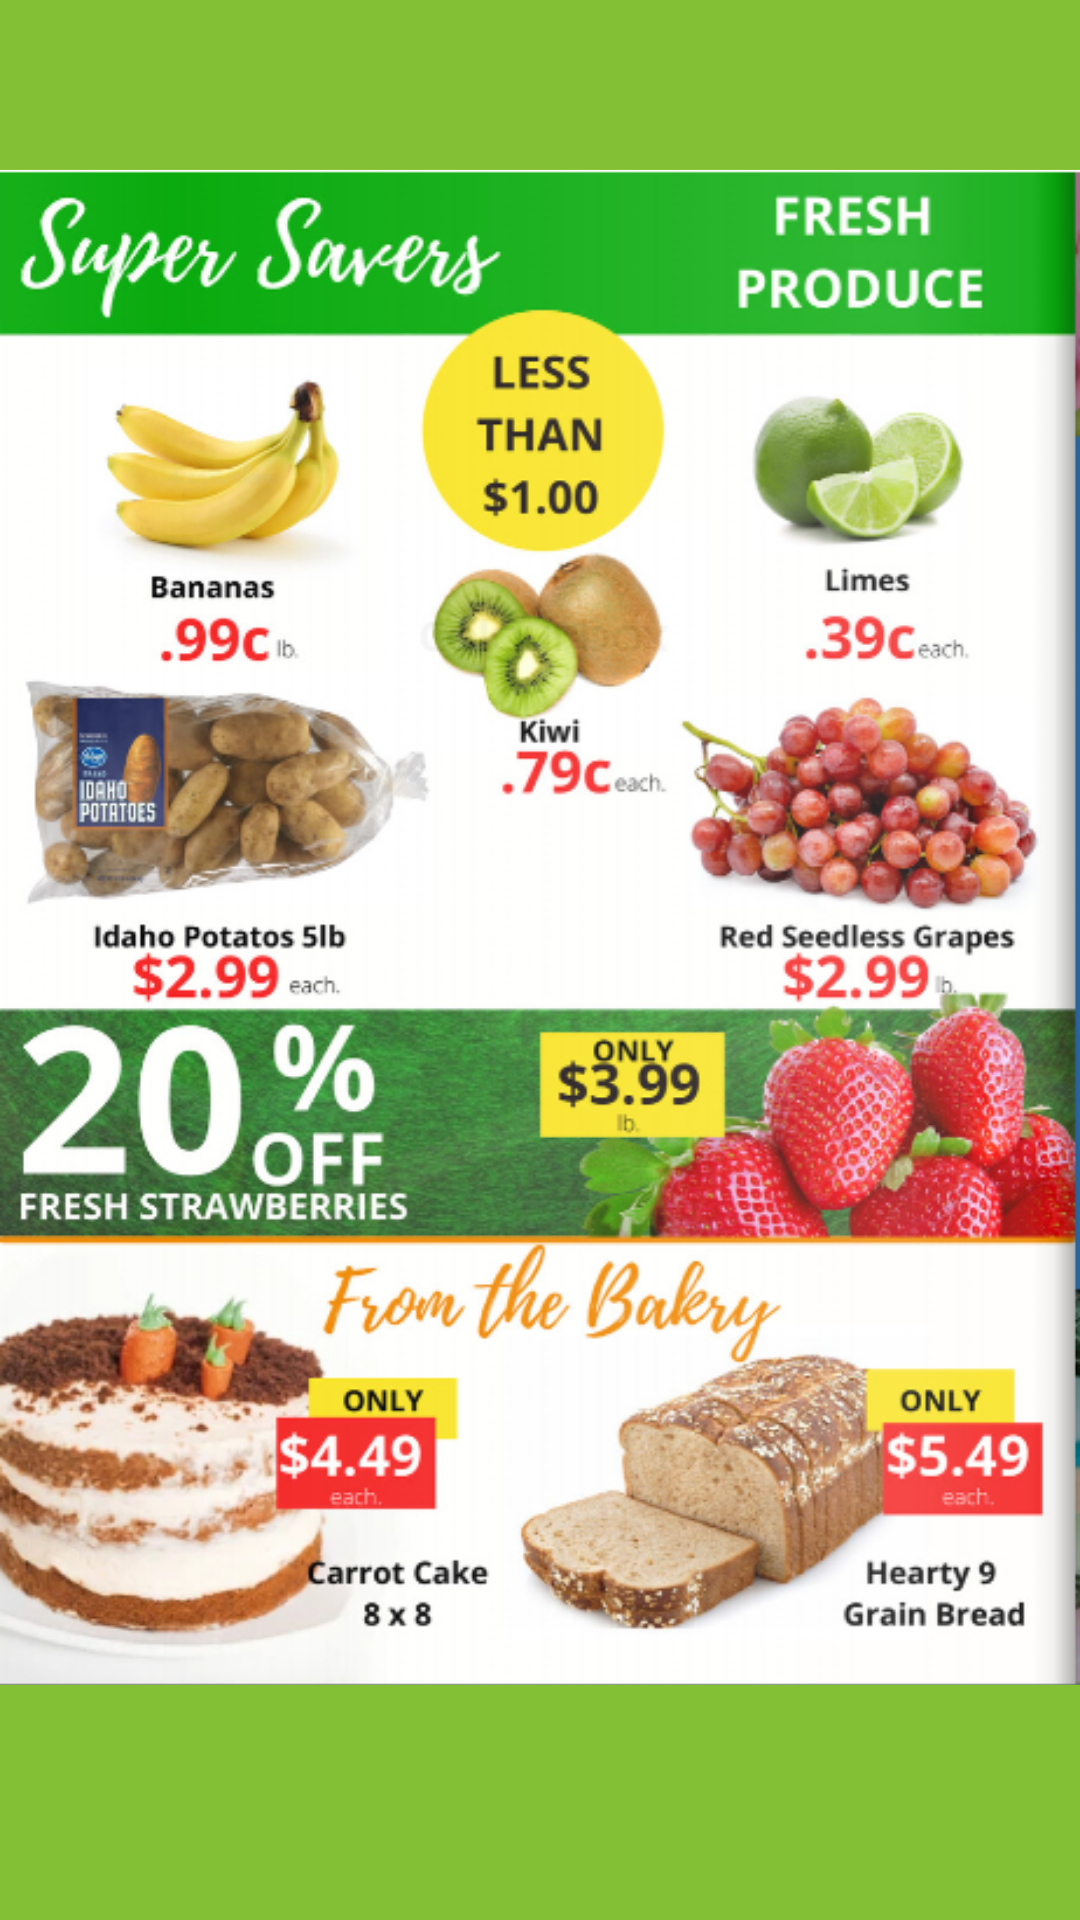 Super Savers
FRESH
PRODUCE
LESS
THAN
$1.00
Bananas
.99c lb.
Limes
.39c each.
Kiwi
.79c each.
IDAHO
POTATOES
Idaho Potatos 5lb
$2.99 each.
Red Seedless Grapes
$2.99 lb.
20%
OFF
FRESH STRAWBERRIES
ONLY
$3.99
lb.
From the Bakry
ONLY
$4.49
each.
Carrot Cake
8 x 8
ONLY
$5.49
each.
Hearty 9
Grain Bread